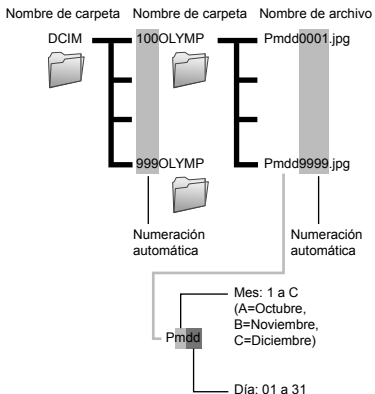 Nombre de carpeta Nombre de carpeta Nombre de archivo
DCIM 100OLYMP Pmdd0001.jpg
999OLYMP Pmdd9999.jpg
Numeración
automática
Numeración
automática
Mes: 1 a C
(A=Octubre,
B=Noviembre,
C=Diciembre)
Pmdd
Día: 01 a 31